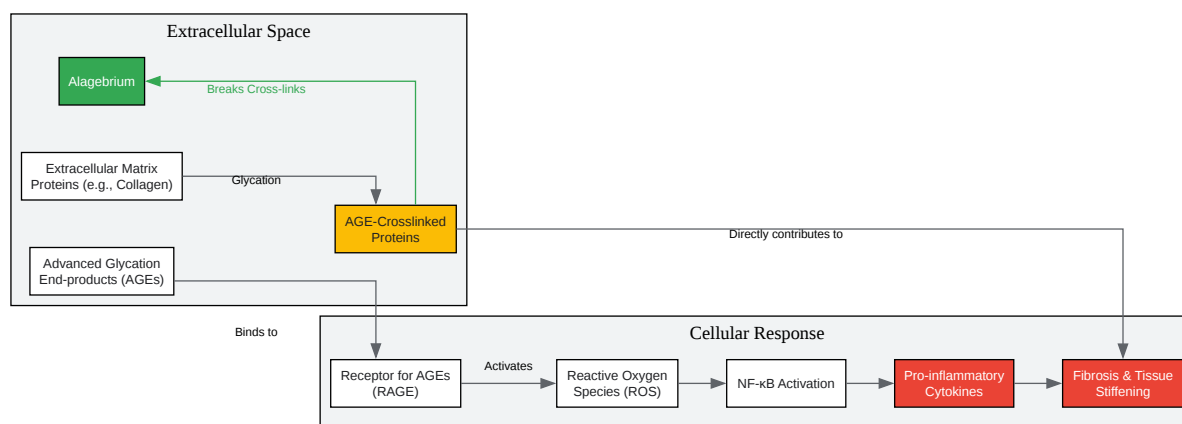 Extracellular Space
Alagebrium
Breaks Cross-links
Extracellular Matrix
Proteins (e.g., Collagen)
Glycation
AGE-Crosslinked
Proteins
Directly contributes to
Advanced Glycation
End-products (AGEs)
Binds to
Cellular Response
Receptor for AGEs
(RAGE)
Activates
Reactive Oxygen
Species (ROS)
NF-κB Activation
Pro-inflammatory
Cytokines
Fibrosis & Tissue
Stiffening